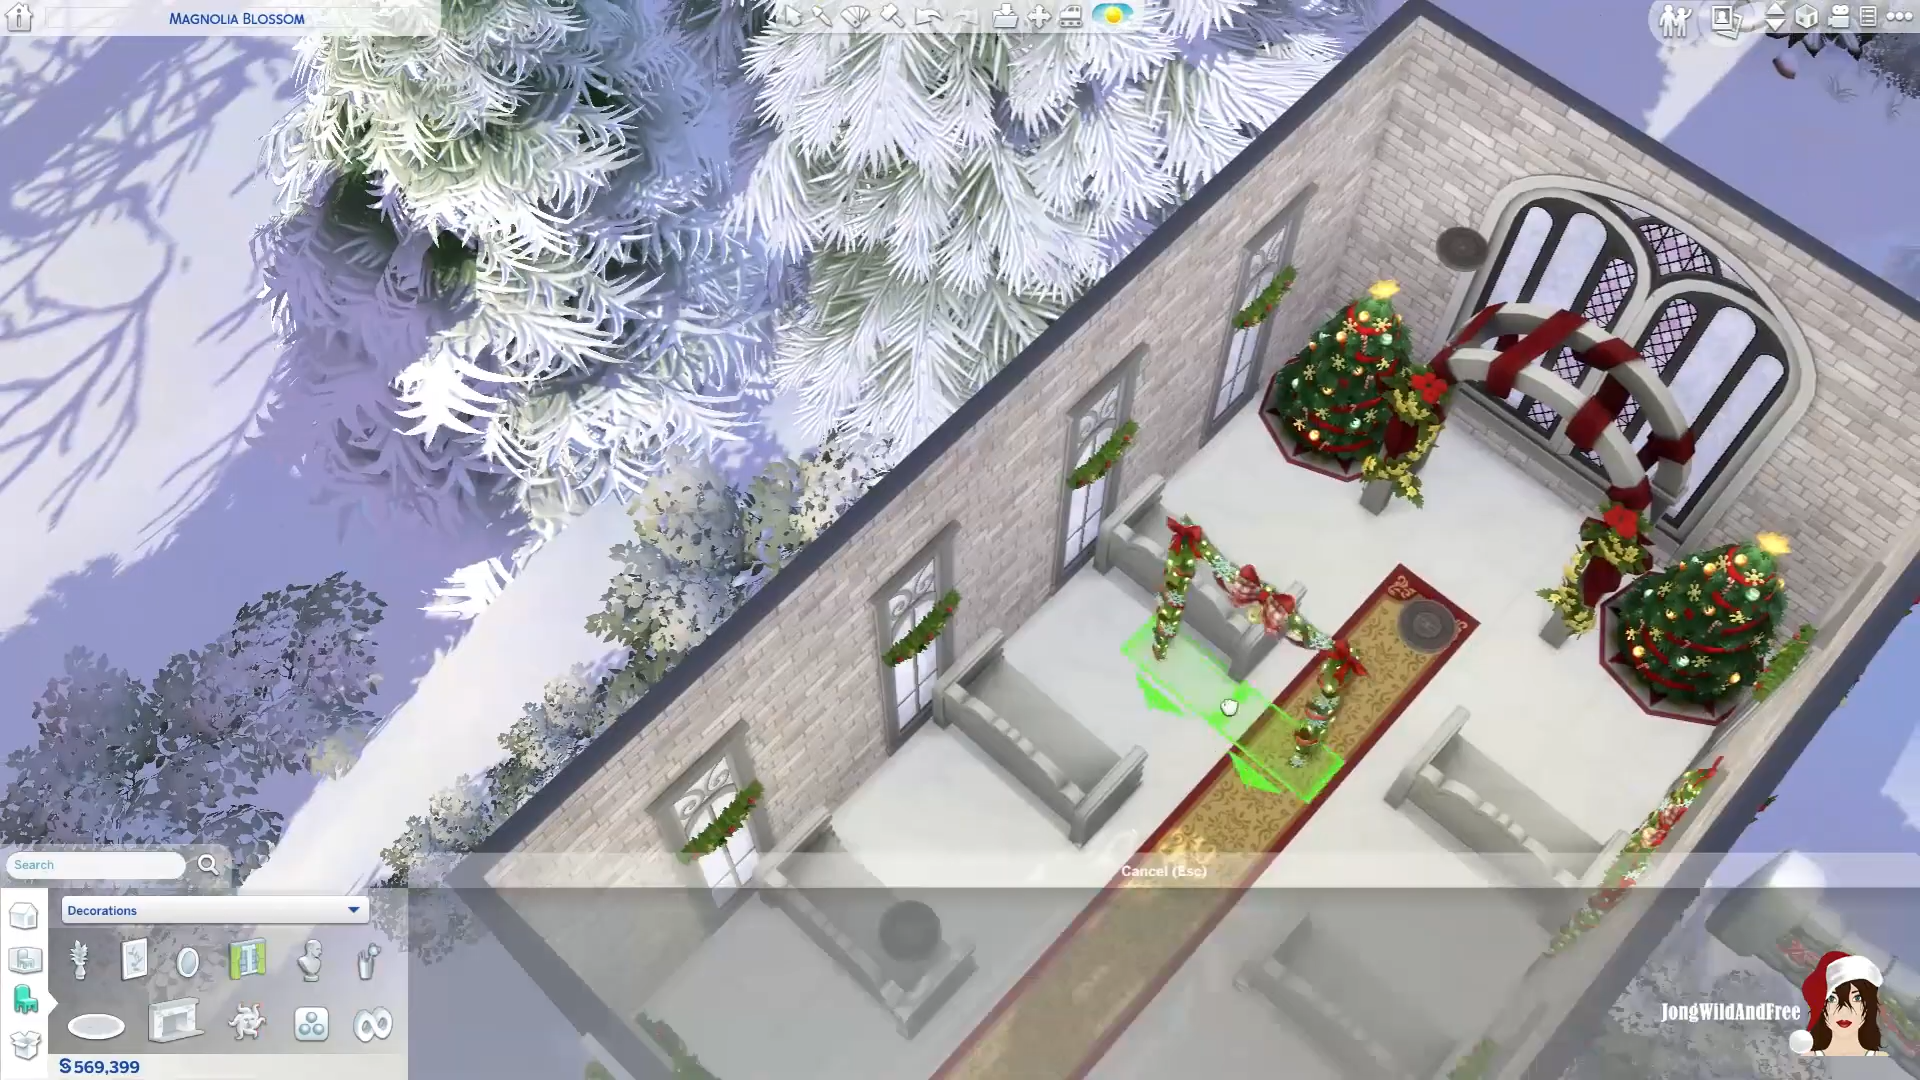 Magnolia Blossom
Cancel (Esc)
Search
Decorations
§569,399
JongWildAndFree